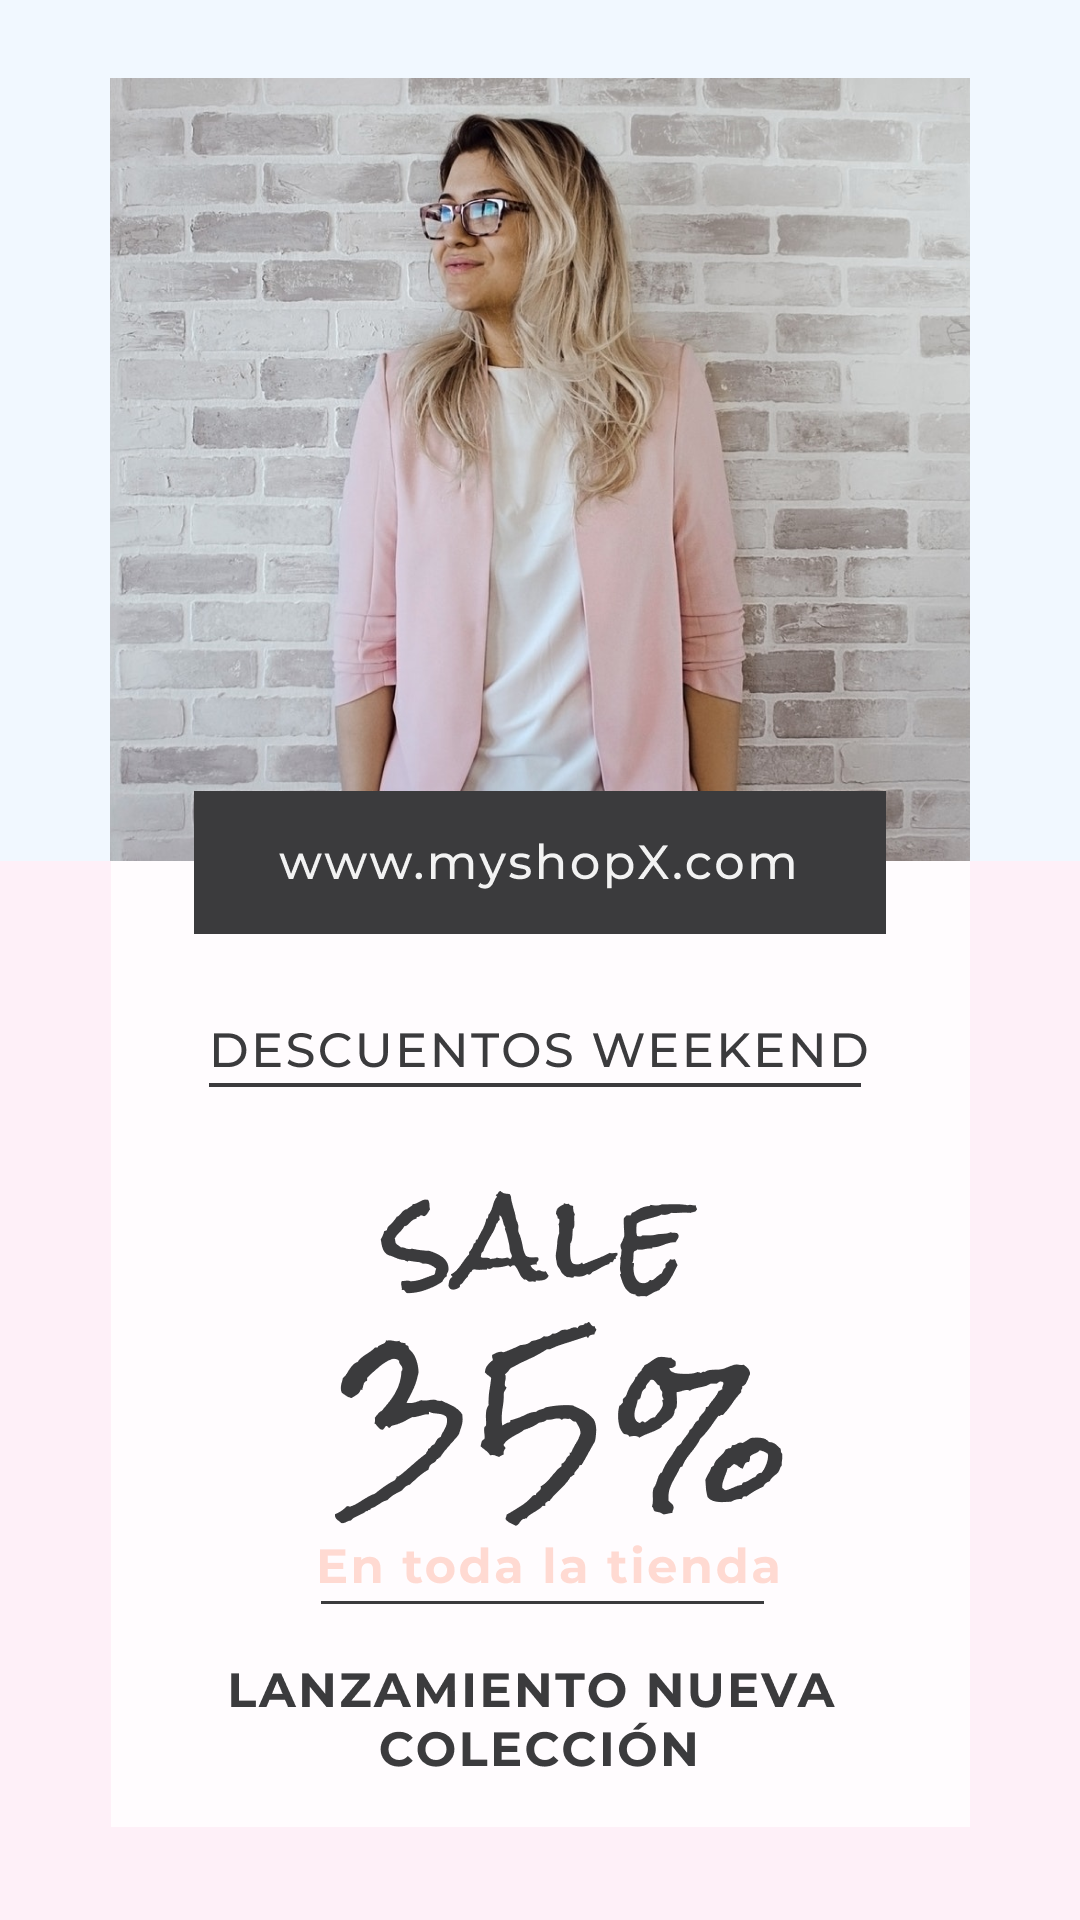 www.myshopX.com
DESCUENTOS WEEKEND
SALE
35%
En toda la tienda
LANZAMIENTO NUEVA
COLECCIÓN